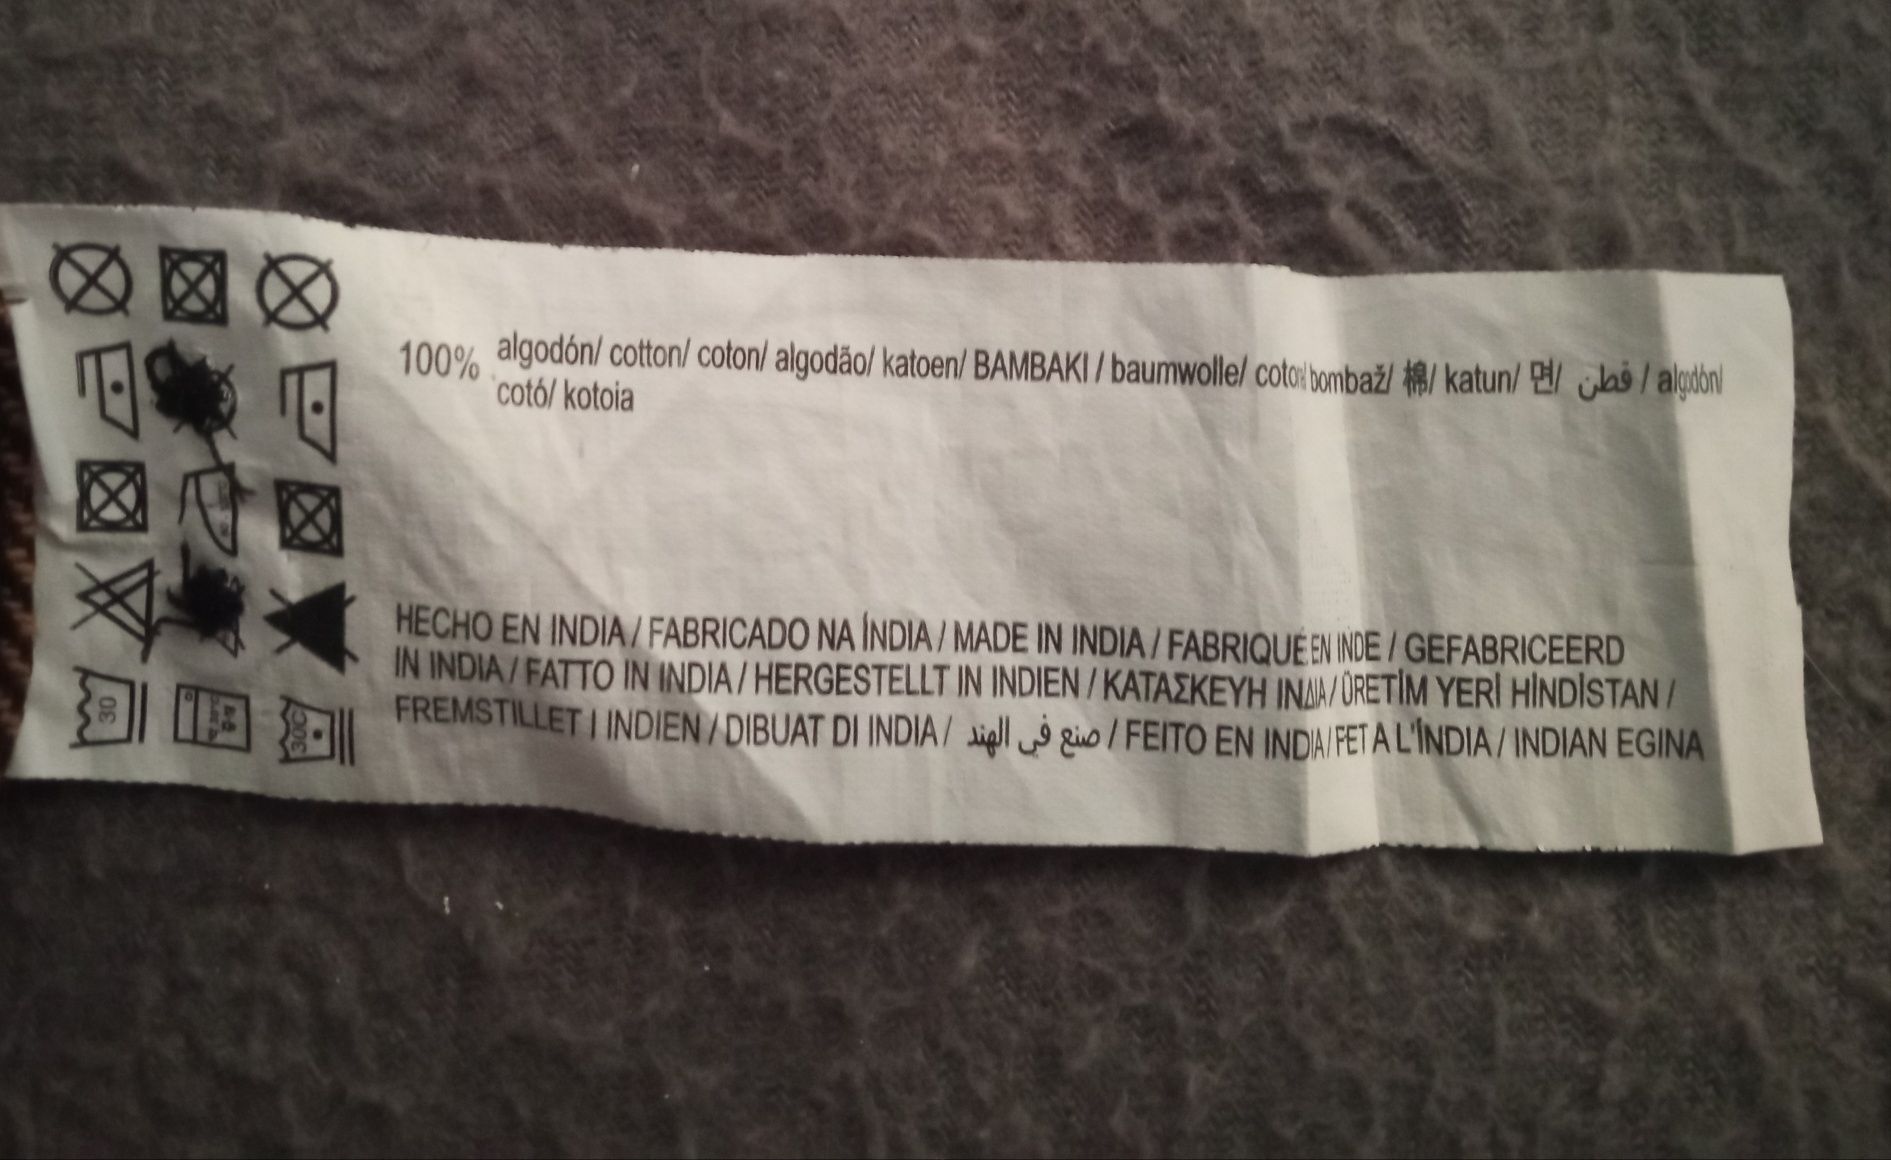 100% algodón/ cotton/ coton/ algodão/ katoen/ BAMBAKI / baumwolle/ coton/ bombaž/ 棉/ katun/ 면/ قطن / algodón/
cotó/ kotoia
HECHO EN INDIA / FABRICADO NA ÍNDIA / MADE IN INDIA / FABRIQUÉ EN INDE / GEFABRICEERD
IN INDIA / FATTO IN INDIA / HERGESTELLT IN INDIEN / ΚΑΤΑΣΚΕΥΗ ΙΝΔΙΑ / ÜRETİM YERİ HİNDİSTAN /
FREMSTILLET I INDIEN / DIBUAT DI INDIA / صنع في الهند / FEITO EN INDIA / FET A L'ÍNDIA / INDIAN EGINA
30
30C